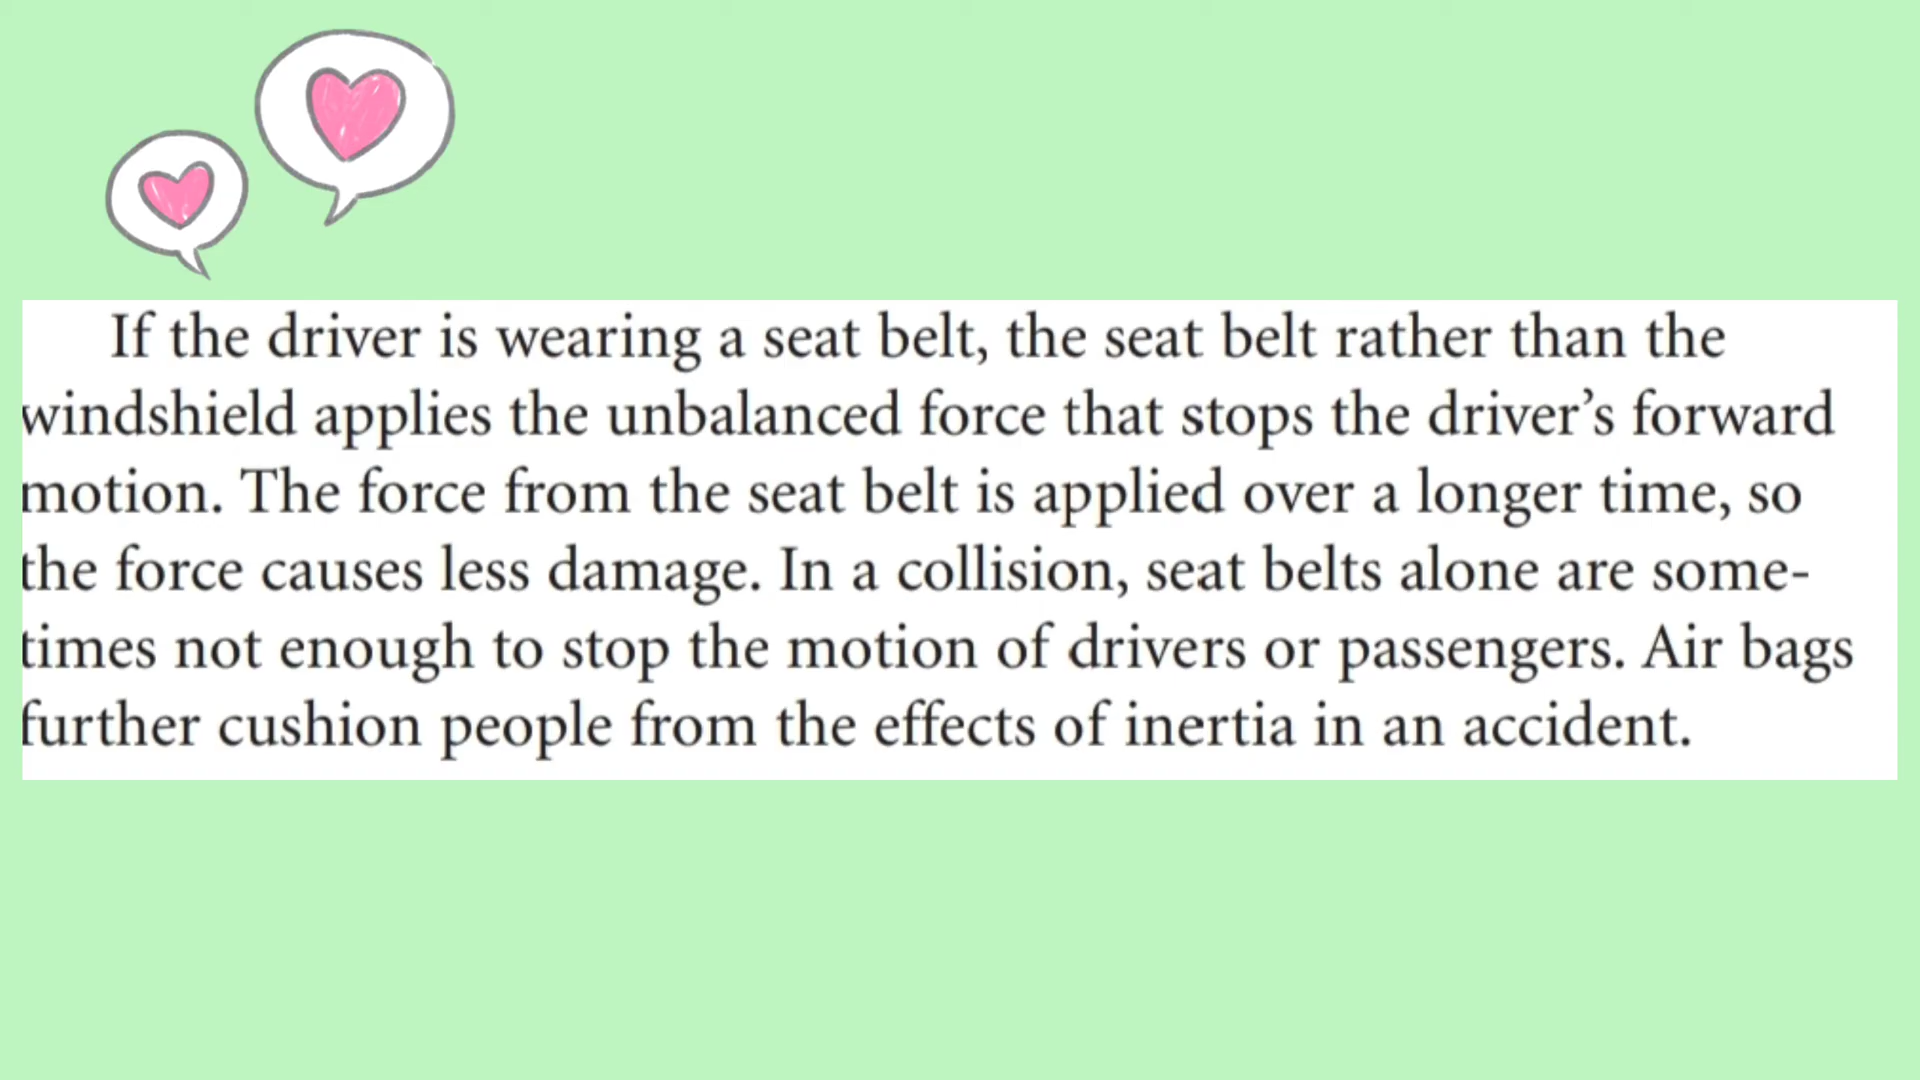 If the driver is wearing a seat belt, the seat belt rather than the
windshield applies the unbalanced force that stops the driver’s forward
motion. The force from the seat belt is applied over a longer time, so
the force causes less damage. In a collision, seat belts alone are some-
times not enough to stop the motion of drivers or passengers. Air bags
further cushion people from the effects of inertia in an accident.